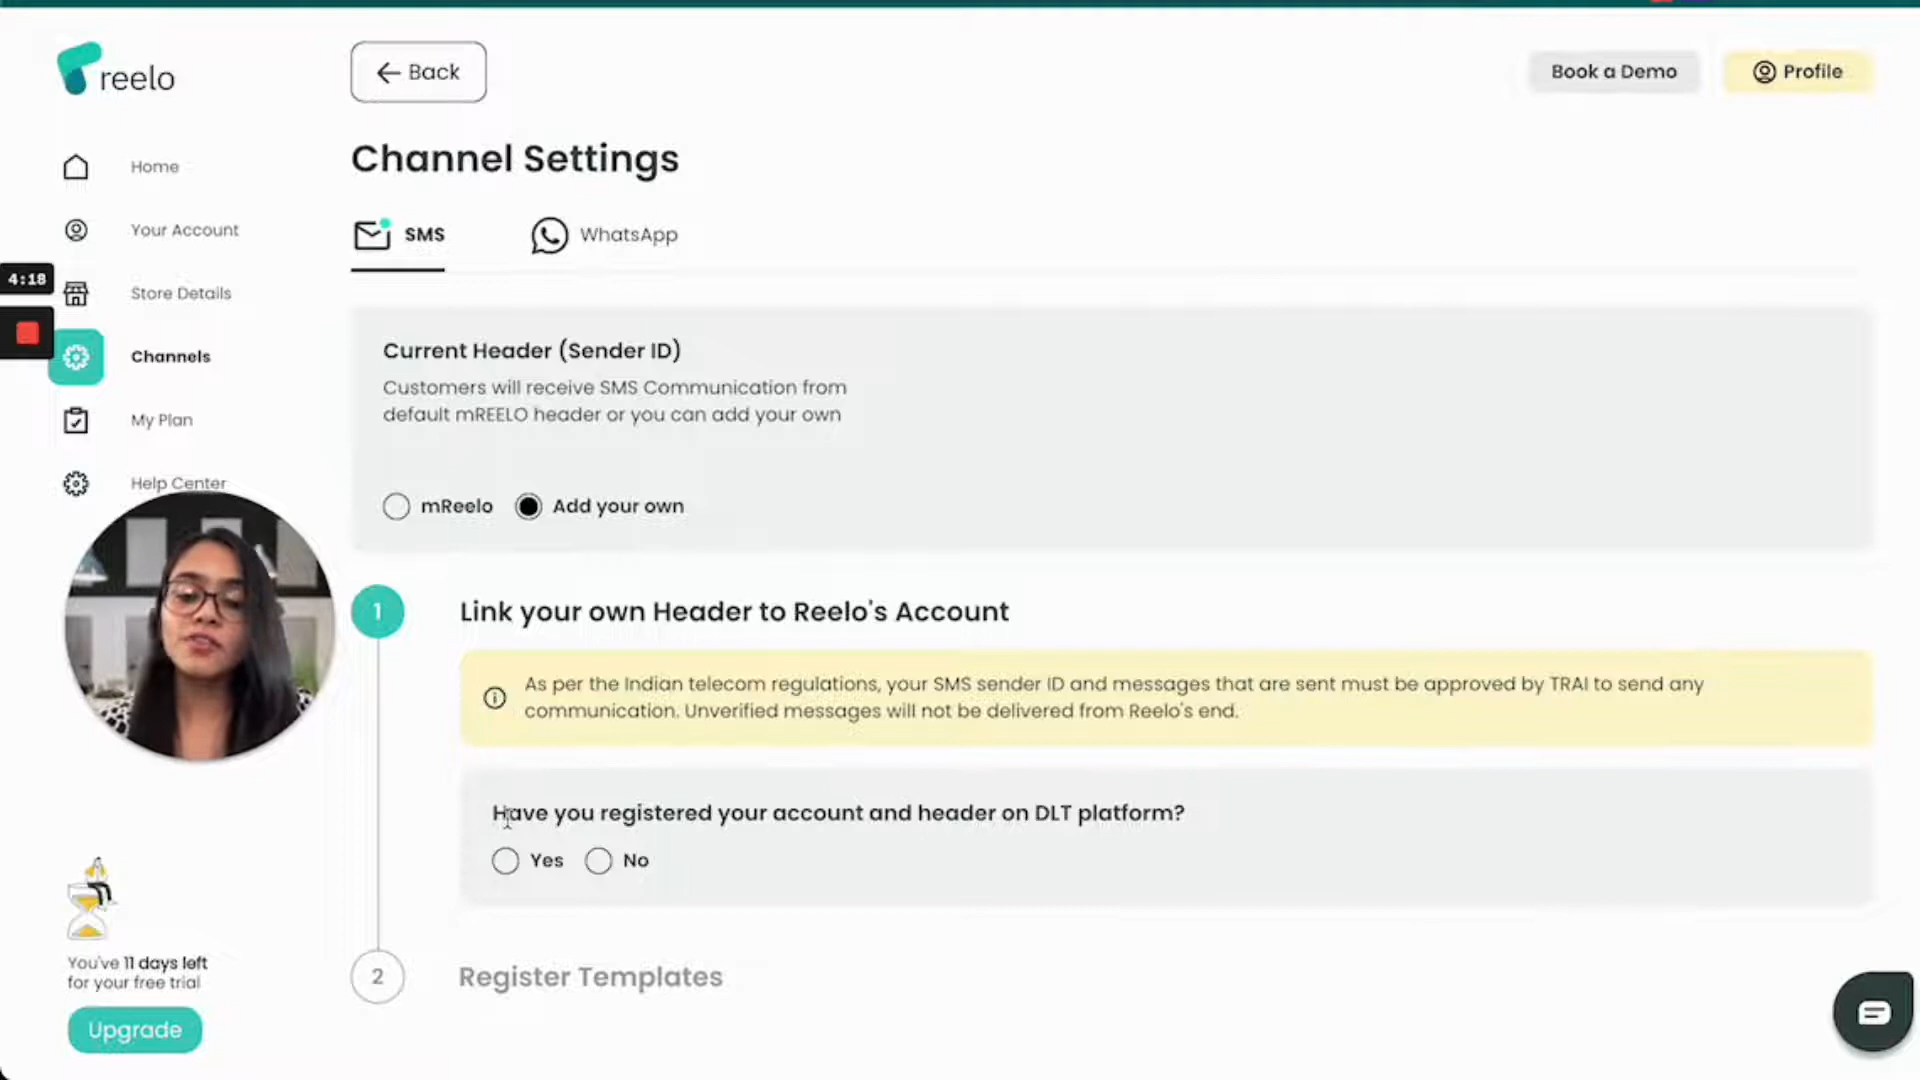 reelo
Back
Book a Demo
Profile
Home
Your Account
Store Details
Channels
My Plan
Help Center
4:18
Channel Settings
SMS
WhatsApp
Current Header (Sender ID)
Customers will receive SMS Communication from
default mREELO header or you can add your own
mReelo
Add your own
1
Link your own Header to Reelo's Account
As per the Indian telecom regulations, your SMS sender ID and messages that are sent must be approved by TRAI to send any
communication. Unverified messages will not be delivered from Reelo's end.
Have you registered your account and header on DLT platform?
Yes
No
2
Register Templates
You've 11 days left
for your free trial
Upgrade